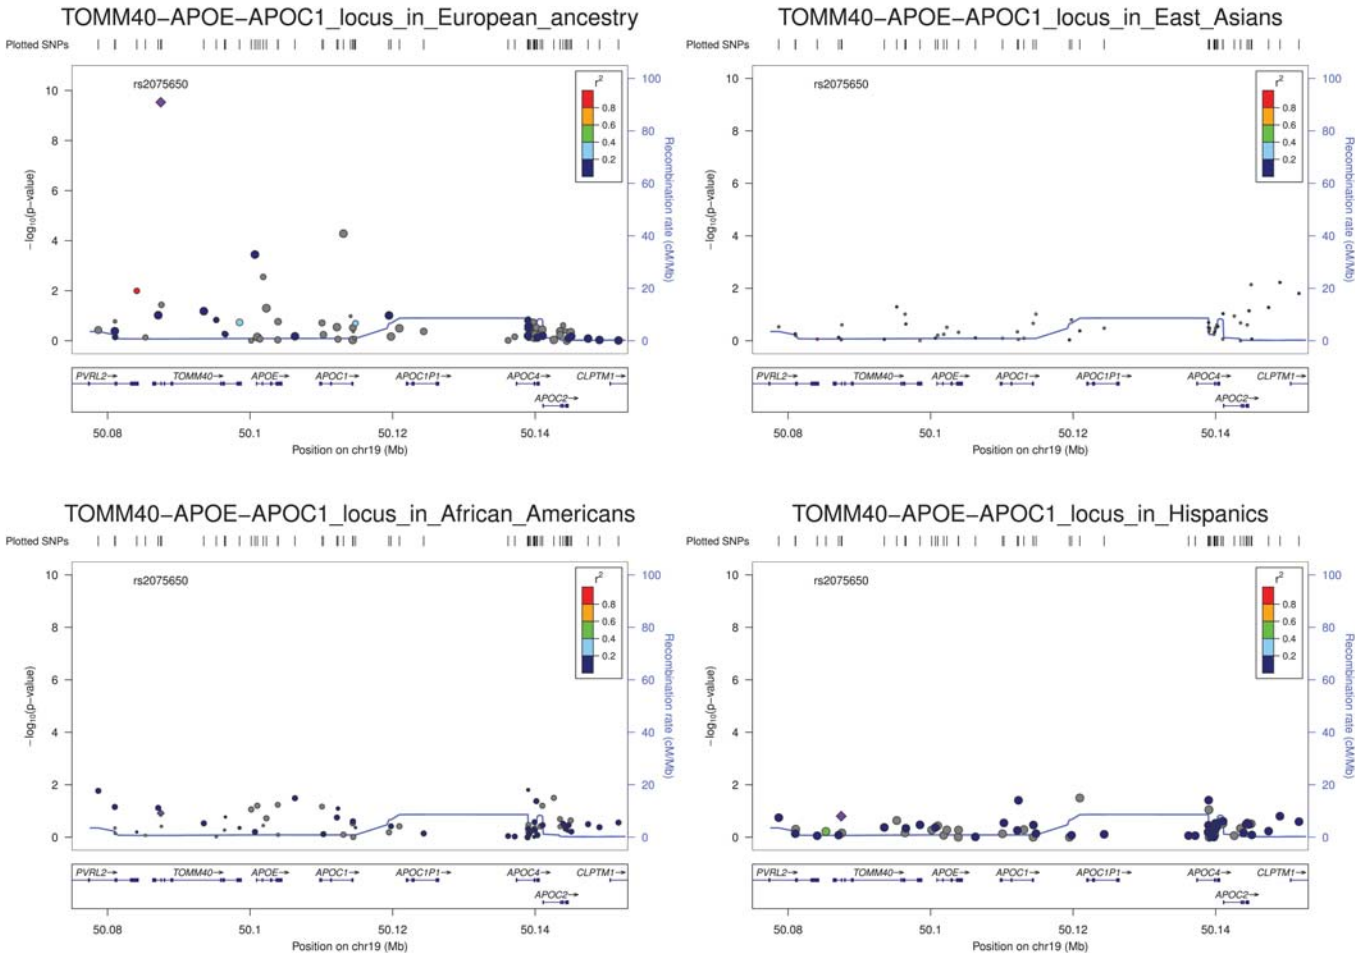 TOMM40−APOE−APOC1_locus_in_European_ancestry
Plotted SNPs
rs2075650
r2
0.8
0.6
0.4
0.2
10
8
6
4
2
0
−log10(p−value)
100
80
60
40
20
0
Recombination rate (cM/Mb)
PVRL2→ TOMM40→ APOE→ APOC1→ APOC1P1→ APOC4→ CLPTM1→
APOC2→
50.08 50.1 50.12 50.14
Position on chr19 (Mb)
TOMM40−APOE−APOC1_locus_in_East_Asians
Plotted SNPs
rs2075650
r2
0.8
0.6
0.4
0.2
10
8
6
4
2
0
−log10(p−value)
100
80
60
40
20
0
Recombination rate (cM/Mb)
PVRL2→ TOMM40→ APOE→ APOC1→ APOC1P1→ APOC4→ CLPTM1→
APOC2→
50.08 50.1 50.12 50.14
Position on chr19 (Mb)
TOMM40−APOE−APOC1_locus_in_African_Americans
Plotted SNPs
rs2075650
r2
0.8
0.6
0.4
0.2
10
8
6
4
2
0
−log10(p−value)
100
80
60
40
20
0
Recombination rate (cM/Mb)
PVRL2→ TOMM40→ APOE→ APOC1→ APOC1P1→ APOC4→ CLPTM1→
APOC2→
50.08 50.1 50.12 50.14
Position on chr19 (Mb)
TOMM40−APOE−APOC1_locus_in_Hispanics
Plotted SNPs
rs2075650
r2
0.8
0.6
0.4
0.2
10
8
6
4
2
0
−log10(p−value)
100
80
60
40
20
0
Recombination rate (cM/Mb)
PVRL2→ TOMM40→ APOE→ APOC1→ APOC1P1→ APOC4→ CLPTM1→
APOC2→
50.08 50.1 50.12 50.14
Position on chr19 (Mb)